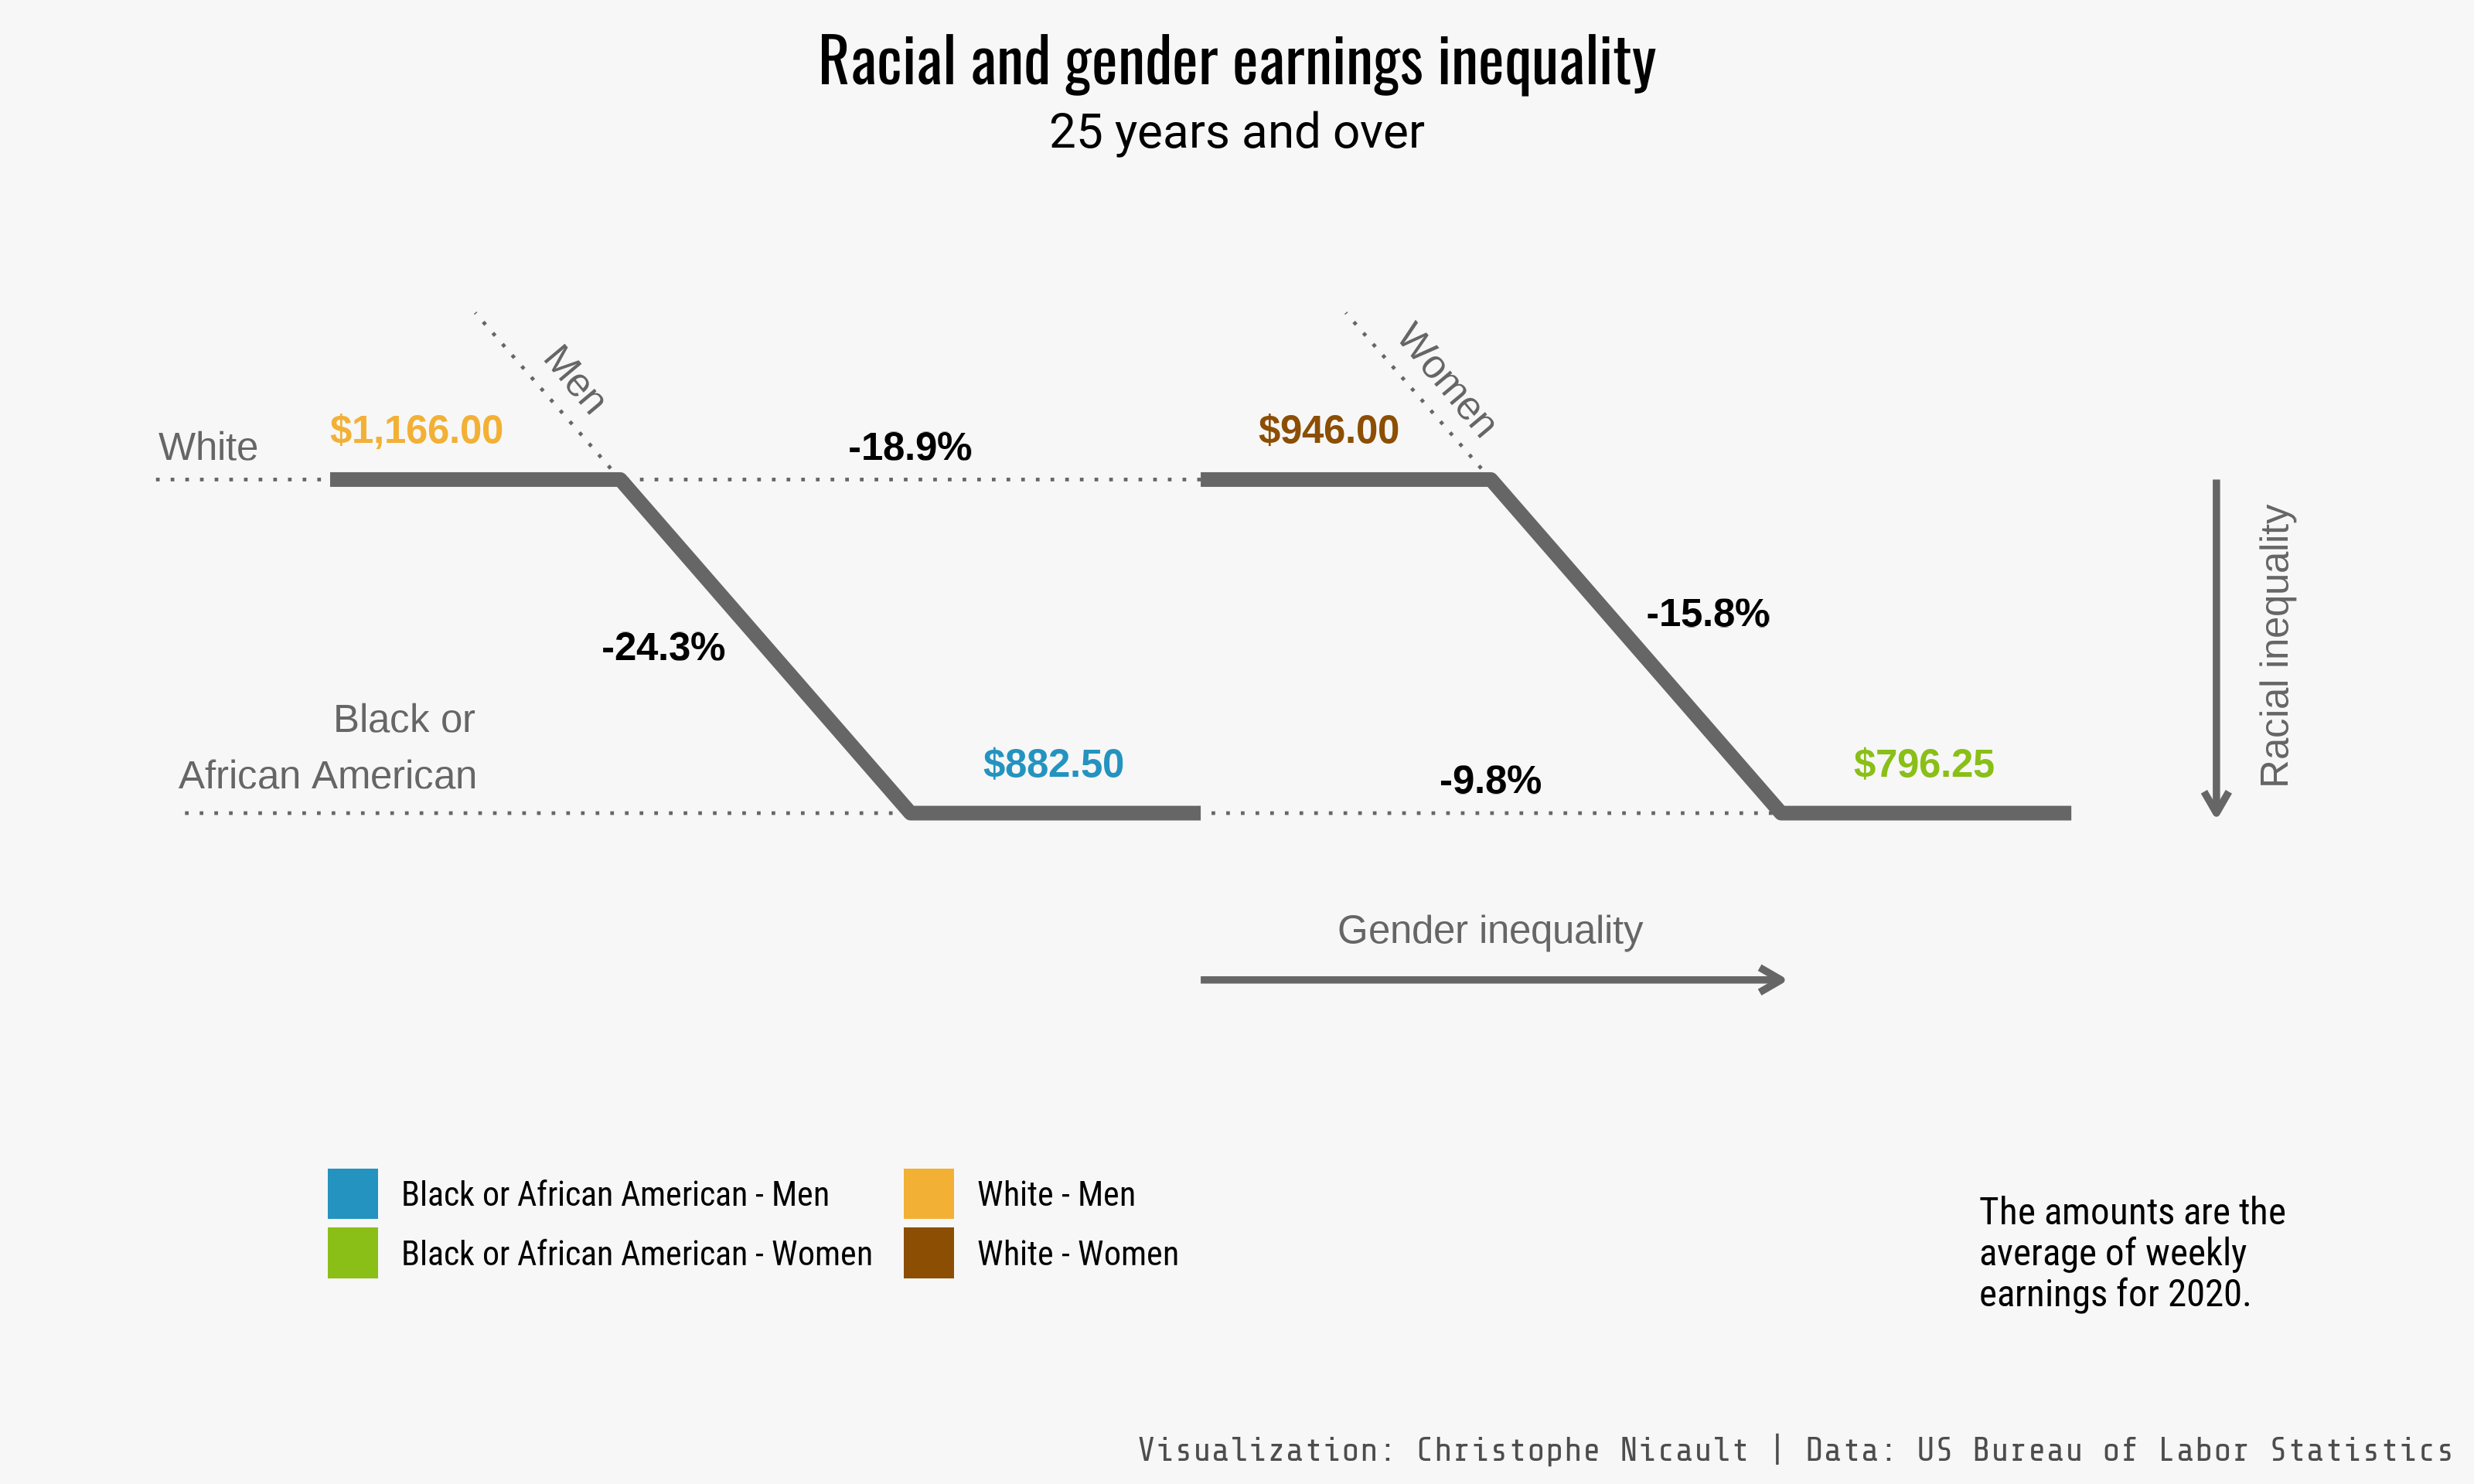 Racial and gender earnings inequality
25 years and over
Men
Women
White
$1,166.00
-18.9%
$946.00
-24.3%
-15.8%
Racial inequality
Black or
African American
$882.50
-9.8%
$796.25
Gender inequality
Black or African American - Men
White - Men
Black or African American - Women
White - Women
The amounts are the
average of weekly
earnings for 2020.
Visualization: Christophe Nicault | Data: US Bureau of Labor Statistics